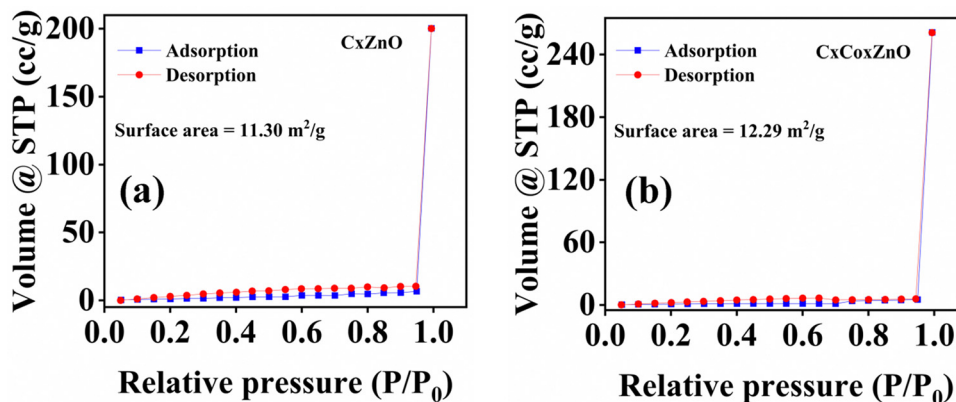 200
150
100
50
0
Volume @ STP (cc/g)
Adsorption
Desorption
CxZnO
Surface area = 11.30 m²/g
(a)
0.0 0.2 0.4 0.6 0.8 1.0
Relative pressure (P/P₀)
240
180
120
60
0
Volume @ STP (cc/g)
Adsorption
Desorption
CxCoxZnO
Surface area = 12.29 m²/g
(b)
0.0 0.2 0.4 0.6 0.8 1.0
Relative pressure (P/P₀)